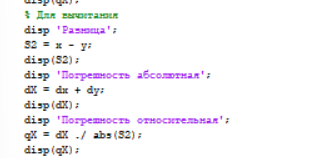 disp(qX);
% Для вычитания
disp 'Разница';
S2 = x - y;
disp(S2);
disp 'Погрешность абсолютная';
dX = dx + dy;
disp(dX);
disp 'Погрешность относительная';
qX = dX ./ abs(S2);
disp(qX);